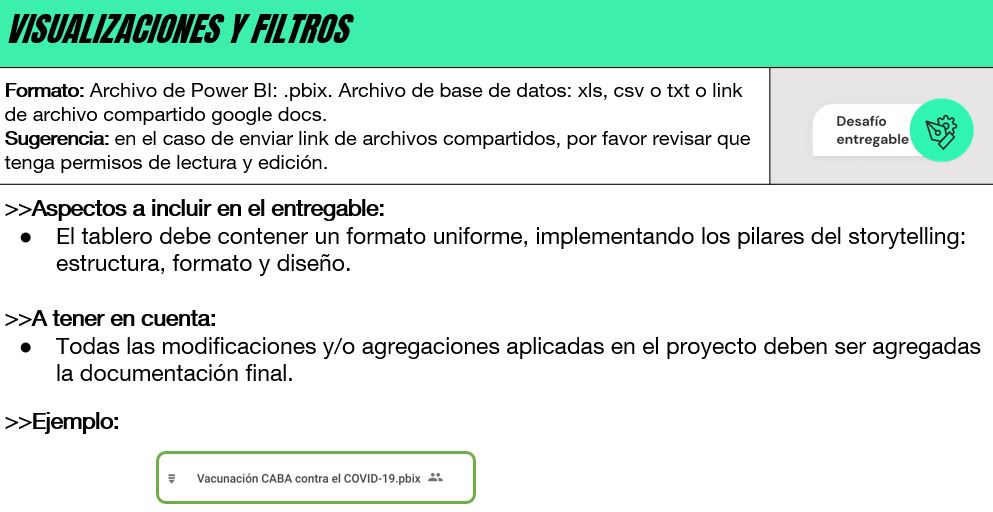 VISUALIZACIONES Y FILTROS
Formato: Archivo de Power BI: .pbix. Archivo de base de datos: xls, csv o txt o link
de archivo compartido google docs.
Sugerencia: en el caso de enviar link de archivos compartidos, por favor revisar que
tenga permisos de lectura y edición.
Desafío
entregable
>>Aspectos a incluir en el entregable:
● El tablero debe contener un formato uniforme, implementando los pilares del storytelling:
estructura, formato y diseño.
>>A tener en cuenta:
● Todas las modificaciones y/o agregaciones aplicadas en el proyecto deben ser agregadas
la documentación final.
>>Ejemplo:
Vacunación CABA contra el COVID-19.pbix